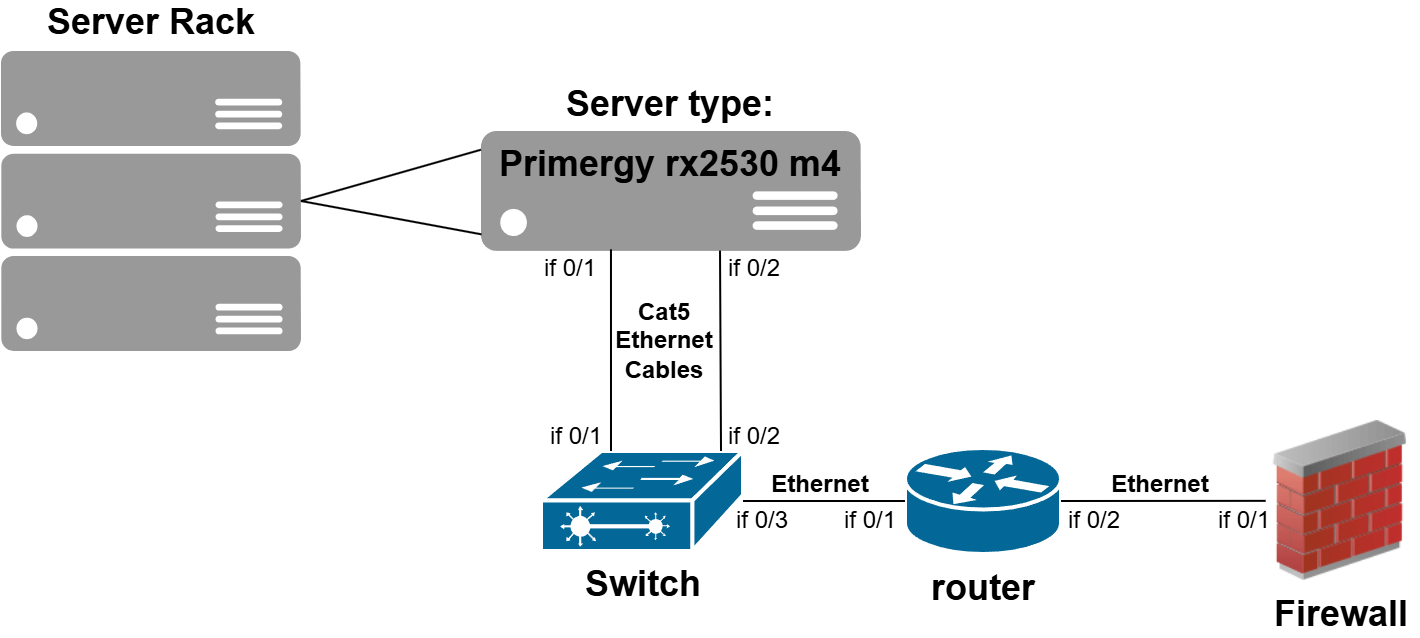 Server Rack
Server type:
Primergy rx2530 m4
if 0/1
if 0/2
Cat5
Ethernet
Cables
if 0/1
if 0/2
Ethernet
Ethernet
if 0/3
if 0/1
if 0/2
if 0/1
Switch
router
Firewall